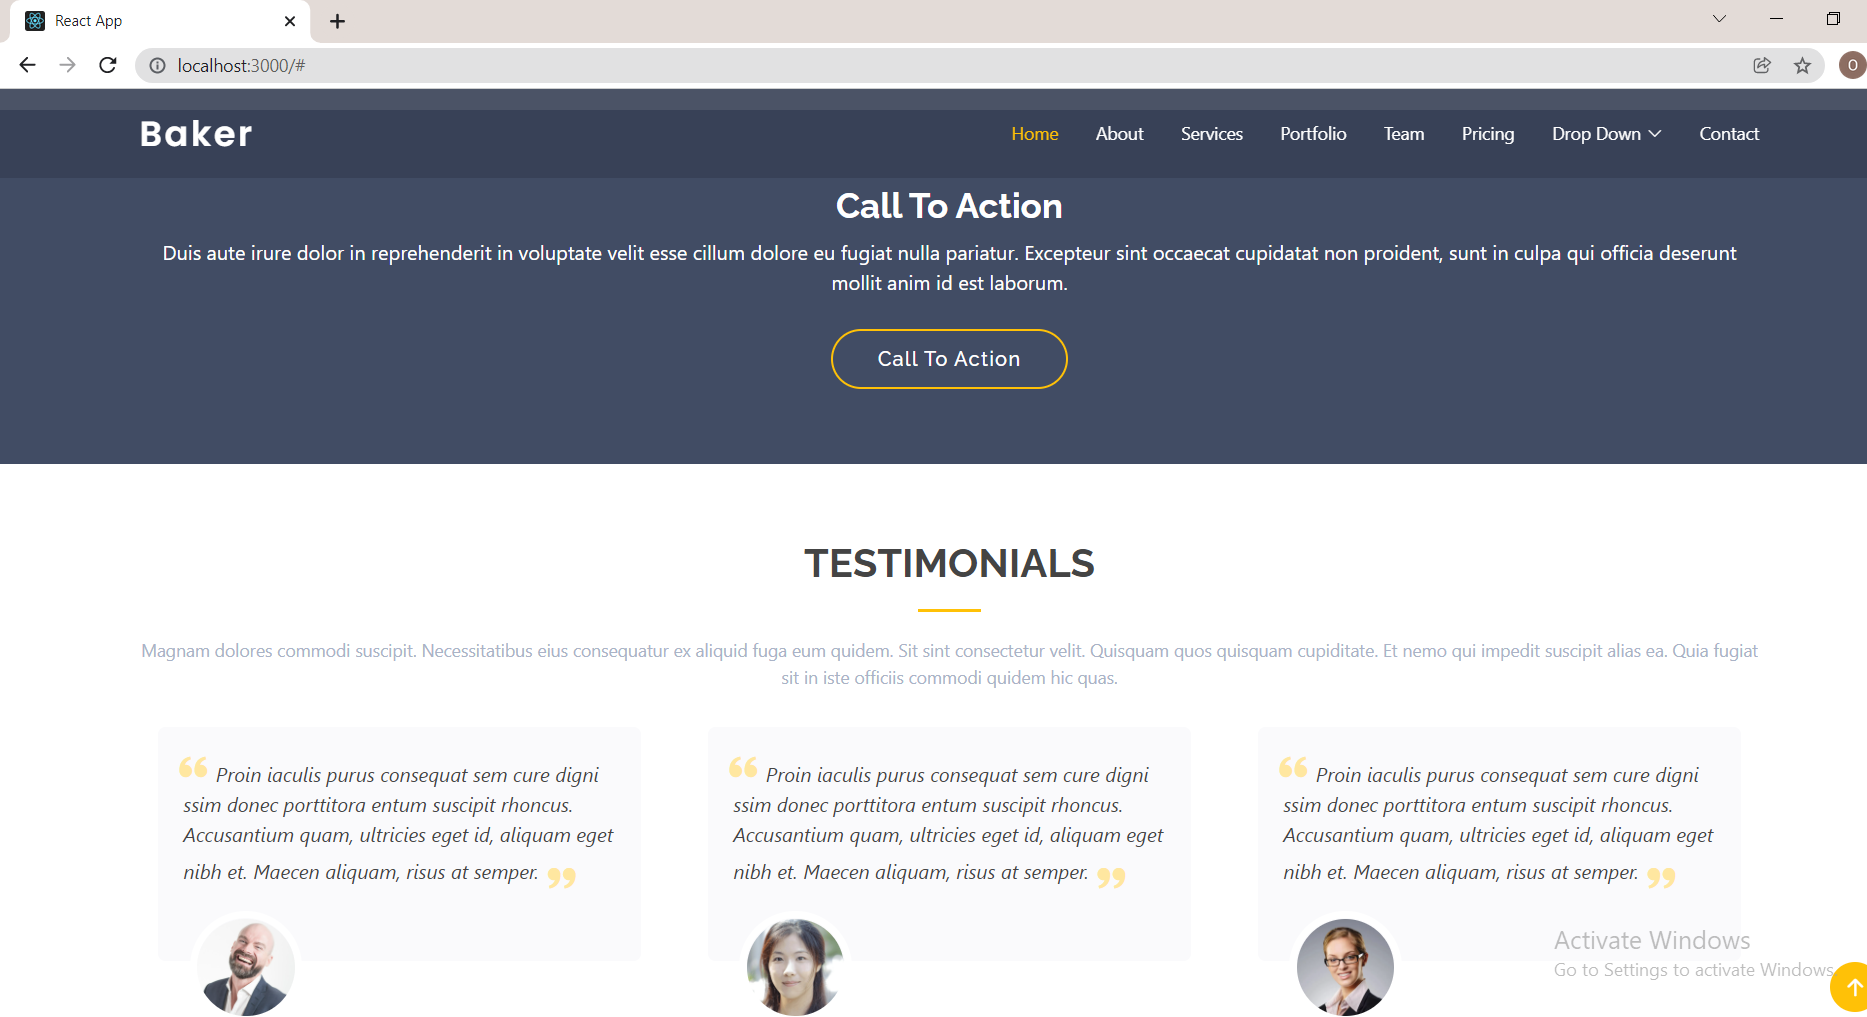 React App
localhost:3000/#
O
Baker
Home About Services Portfolio Team Pricing Drop Down Contact
Call To Action
Duis aute irure dolor in reprehenderit in voluptate velit esse cillum dolore eu fugiat nulla pariatur. Excepteur sint occaecat cupidatat non proident, sunt in culpa qui officia deserunt
mollit anim id est laborum.
Call To Action
TESTIMONIALS
Magnam dolores commodi suscipit. Necessitatibus eius consequatur ex aliquid fuga eum quidem. Sit sint consectetur velit. Quisquam quos quisquam cupiditate. Et nemo qui impedit suscipit alias ea. Quia fugiat
sit in iste officiis commodi quidem hic quas.
“ Proin iaculis purus consequat sem cure digni
ssim donec porttitora entum suscipit rhoncus.
Accusantium quam, ultricies eget id, aliquam eget
nibh et. Maecen aliquam, risus at semper. ”
“ Proin iaculis purus consequat sem cure digni
ssim donec porttitora entum suscipit rhoncus.
Accusantium quam, ultricies eget id, aliquam eget
nibh et. Maecen aliquam, risus at semper. ”
“ Proin iaculis purus consequat sem cure digni
ssim donec porttitora entum suscipit rhoncus.
Accusantium quam, ultricies eget id, aliquam eget
nibh et. Maecen aliquam, risus at semper. ”
Activate Windows
Go to Settings to activate Windows.